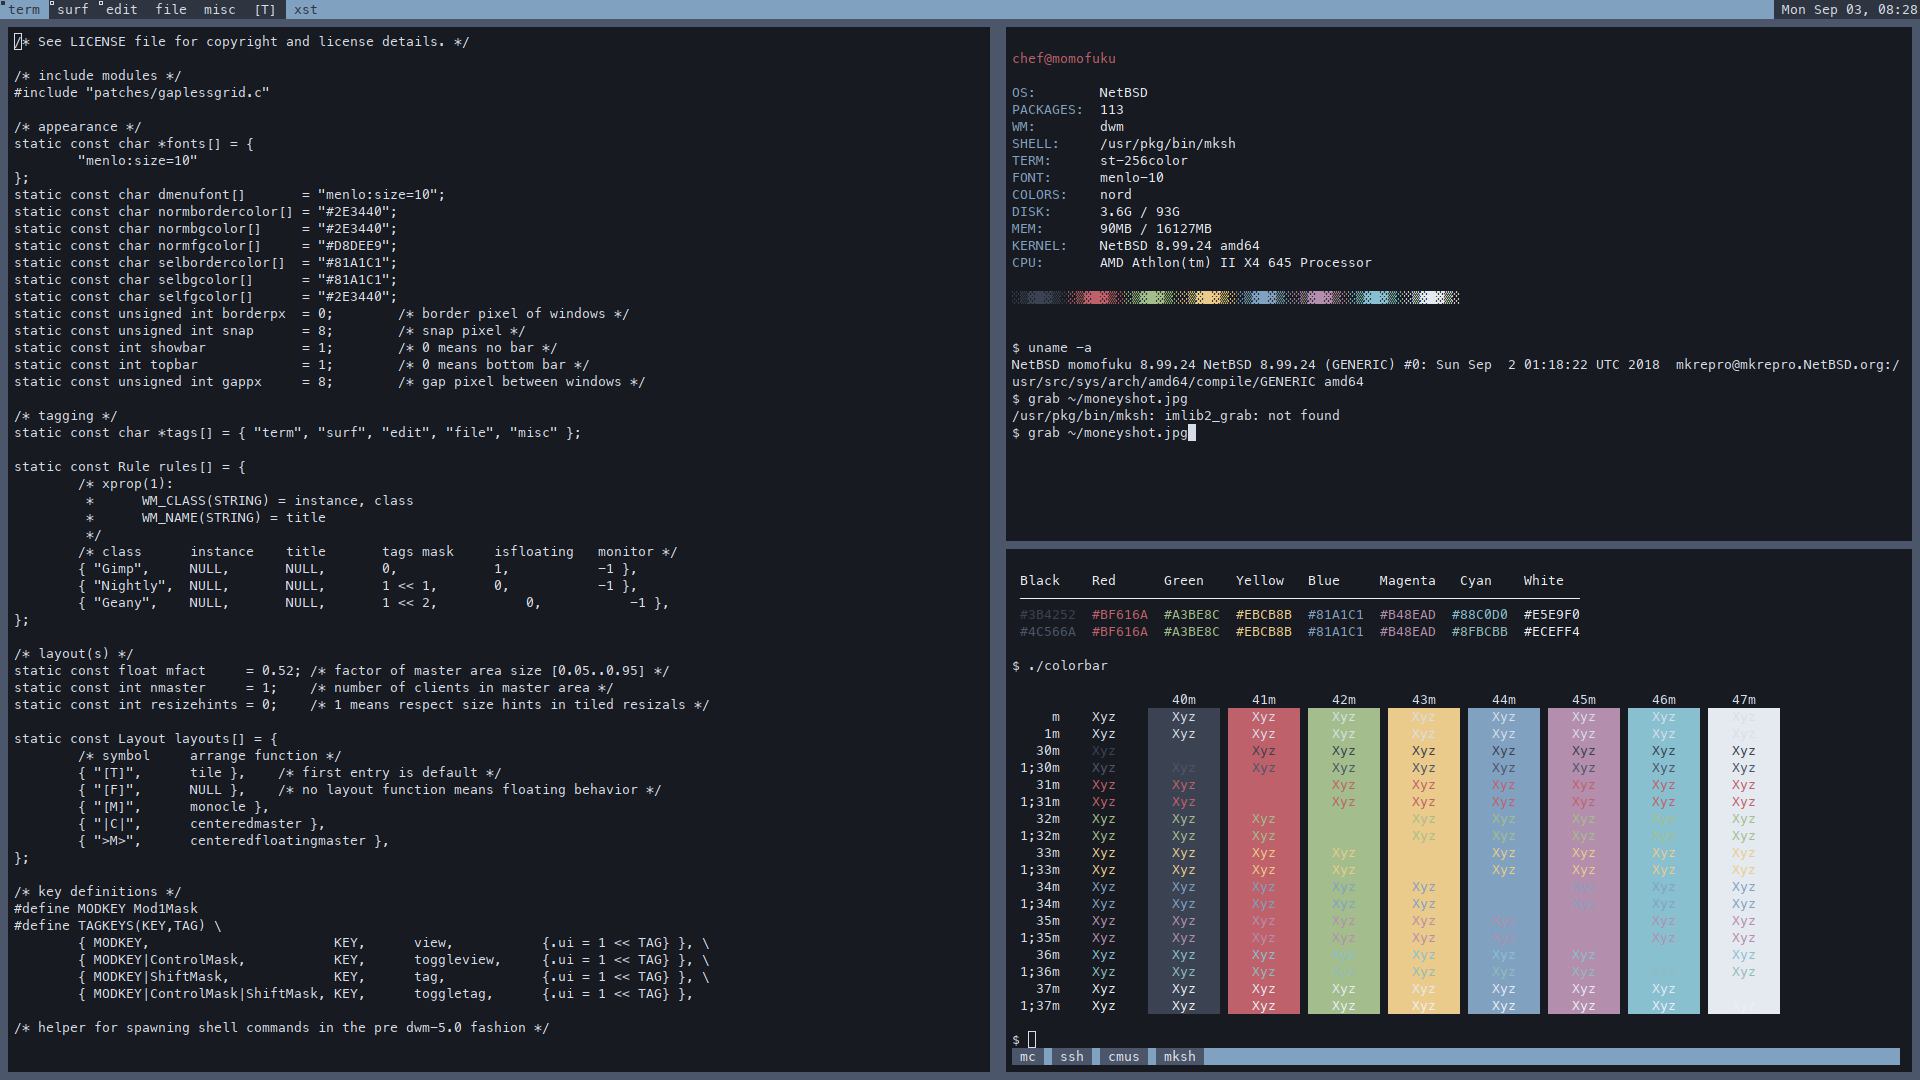 term surf edit file misc [T] xst Mon Sep 03, 08:28
/* See LICENSE file for copyright and license details. */
/* include modules */
#include "patches/gaplessgrid.c"
/* appearance */
static const char *fonts[] = {
        "menlo:size=10"
};
static const char dmenufont[]       = "menlo:size=10";
static const char normbordercolor[] = "#2E3440";
static const char normbgcolor[]     = "#2E3440";
static const char normfgcolor[]     = "#D8DEE9";
static const char selbordercolor[]  = "#81A1C1";
static const char selbgcolor[]      = "#81A1C1";
static const char selfgcolor[]      = "#2E3440";
static const unsigned int borderpx  = 0;        /* border pixel of windows */
static const unsigned int snap      = 8;        /* snap pixel */
static const int showbar            = 1;        /* 0 means no bar */
static const int topbar             = 1;        /* 0 means bottom bar */
static const unsigned int gappx     = 8;        /* gap pixel between windows */
/* tagging */
static const char *tags[] = { "term", "surf", "edit", "file", "misc" };
static const Rule rules[] = {
        /* xprop(1):
         *      WM_CLASS(STRING) = instance, class
         *      WM_NAME(STRING) = title
         */
        /* class      instance    title       tags mask     isfloating   monitor */
        { "Gimp",     NULL,       NULL,       0,            1,           -1 },
        { "Nightly",  NULL,       NULL,       1 << 1,       0,           -1 },
        { "Geany",    NULL,       NULL,       1 << 2,           0,           -1 },
};
/* layout(s) */
static const float mfact     = 0.52; /* factor of master area size [0.05..0.95] */
static const int nmaster     = 1;    /* number of clients in master area */
static const int resizehints = 0;    /* 1 means respect size hints in tiled resizals */
static const Layout layouts[] = {
        /* symbol     arrange function */
        { "[T]",      tile },    /* first entry is default */
        { "[F]",      NULL },    /* no layout function means floating behavior */
        { "[M]",      monocle },
        { "|C|",      centeredmaster },
        { ">M>",      centeredfloatingmaster },
};
/* key definitions */
#define MODKEY Mod1Mask
#define TAGKEYS(KEY,TAG) \
        { MODKEY,                       KEY,      view,           {.ui = 1 << TAG} }, \
        { MODKEY|ControlMask,           KEY,      toggleview,     {.ui = 1 << TAG} }, \
        { MODKEY|ShiftMask,             KEY,      tag,            {.ui = 1 << TAG} }, \
        { MODKEY|ControlMask|ShiftMask, KEY,      toggletag,      {.ui = 1 << TAG} },
/* helper for spawning shell commands in the pre dwm-5.0 fashion */
chef@momofuku
OS:        NetBSD
PACKAGES:  113
WM:        dwm
SHELL:     /usr/pkg/bin/mksh
TERM:      st-256color
FONT:      menlo-10
COLORS:    nord
DISK:      3.6G / 93G
MEM:       90MB / 16127MB
KERNEL:    NetBSD 8.99.24 amd64
CPU:       AMD Athlon(tm) II X4 645 Processor
$ uname -a
NetBSD momofuku 8.99.24 NetBSD 8.99.24 (GENERIC) #0: Sun Sep  2 01:18:22 UTC 2018  mkrepro@mkrepro.NetBSD.org:/
usr/src/sys/arch/amd64/compile/GENERIC amd64
$ grab ~/moneyshot.jpg
/usr/pkg/bin/mksh: imlib2_grab: not found
$ grab ~/moneyshot.jpg
Black    Red      Green    Yellow   Blue     Magenta   Cyan    White
#3B4252  #BF616A  #A3BE8C  #EBCB8B  #81A1C1  #B48EAD  #88C0D0  #E5E9F0
#4C566A  #BF616A  #A3BE8C  #EBCB8B  #81A1C1  #B48EAD  #8FBCBB  #ECEFF4
$ ./colorbar
40m 41m 42m 43m 44m 45m 46m 47m
m Xyz Xyz Xyz Xyz Xyz Xyz Xyz Xyz Xyz
1m Xyz Xyz Xyz Xyz Xyz Xyz Xyz Xyz Xyz
30m Xyz Xyz Xyz Xyz Xyz Xyz Xyz Xyz
1;30m Xyz Xyz Xyz Xyz Xyz Xyz Xyz Xyz Xyz
31m Xyz Xyz Xyz Xyz Xyz Xyz Xyz Xyz
1;31m Xyz Xyz Xyz Xyz Xyz Xyz Xyz Xyz
32m Xyz Xyz Xyz Xyz Xyz Xyz Xyz Xyz
1;32m Xyz Xyz Xyz Xyz Xyz Xyz Xyz Xyz
33m Xyz Xyz Xyz Xyz Xyz Xyz Xyz Xyz
1;33m Xyz Xyz Xyz Xyz Xyz Xyz Xyz Xyz
34m Xyz Xyz Xyz Xyz Xyz Xyz Xyz Xyz
1;34m Xyz Xyz Xyz Xyz Xyz Xyz Xyz Xyz
35m Xyz Xyz Xyz Xyz Xyz Xyz Xyz Xyz
1;35m Xyz Xyz Xyz Xyz Xyz Xyz Xyz Xyz
36m Xyz Xyz Xyz Xyz Xyz Xyz Xyz Xyz
1;36m Xyz Xyz Xyz Xyz Xyz Xyz Xyz Xyz Xyz
37m Xyz Xyz Xyz Xyz Xyz Xyz Xyz Xyz
1;37m Xyz Xyz Xyz Xyz Xyz Xyz Xyz Xyz Xyz
$
mc ssh cmus mksh